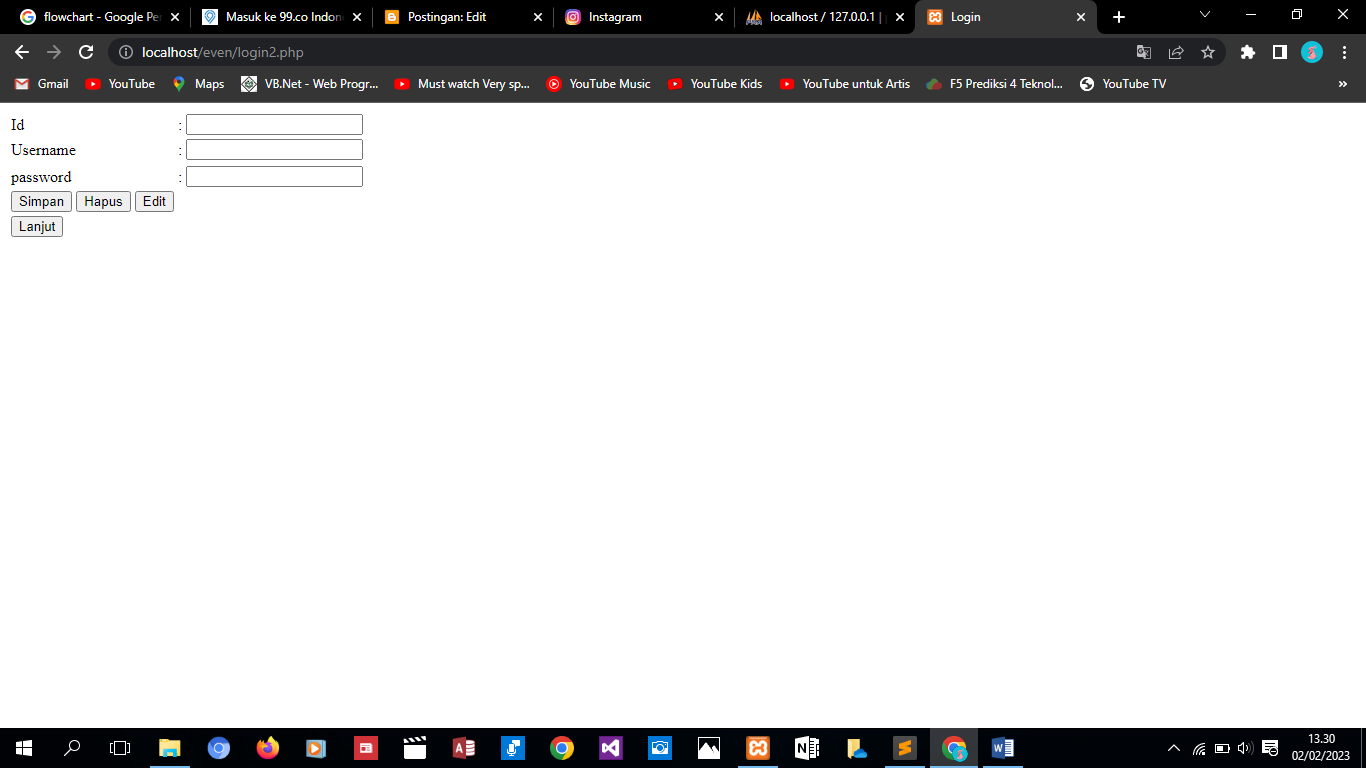 flowchart - Google Per
Masuk ke 99.co Indon
Postingan: Edit
Instagram
localhost / 127.0.0.1 |
Login
localhost/even/login2.php
Gmail
YouTube
Maps
VB.Net - Web Progr...
Must watch Very sp...
YouTube Music
YouTube Kids
YouTube untuk Artis
F5 Prediksi 4 Teknol...
YouTube TV
»
Id :
Username :
password :
Simpan Hapus Edit
Lanjut
13.30
02/02/2023